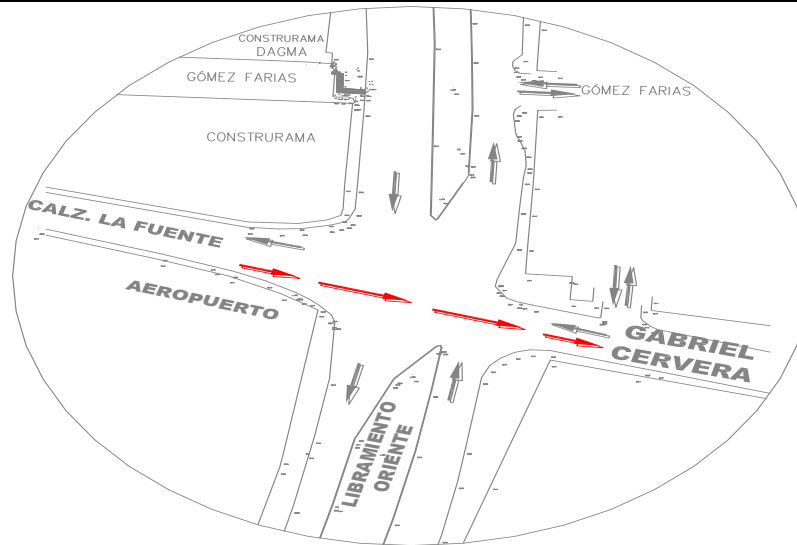 CONSTRURAMA
DAGMA
GÓMEZ FARIAS
GÓMEZ FARIAS
CONSTRURAMA
CALZ. LA FUENTE
AEROPUERTO
GABRIEL
CERVERA
LIBRAMIENTO
ORIENTE